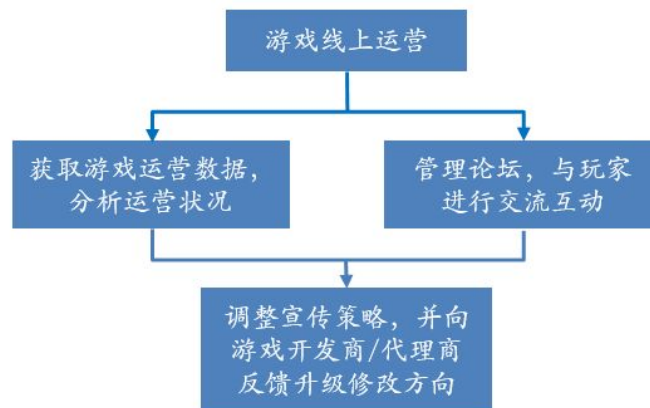 游戏线上运营
获取游戏运营数据，
分析运营状况
管理论坛，与玩家
进行交流互动
调整宣传策略，并向
游戏开发商/代理商
反馈升级修改方向